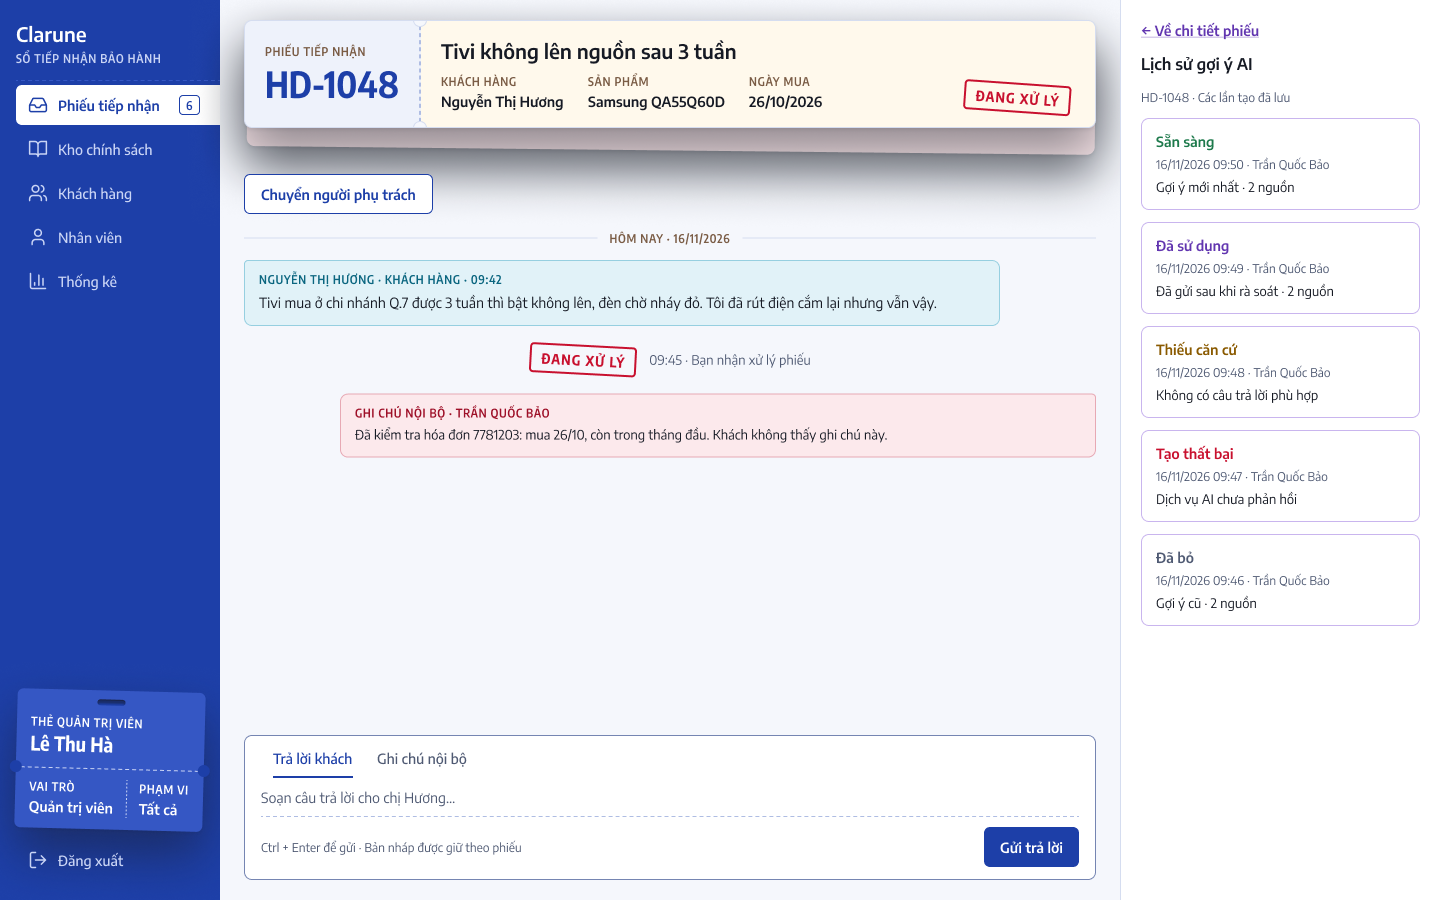 Clarune
SỔ TIẾP NHẬN BẢO HÀNH
Phiếu tiếp nhận 6
Kho chính sách
Khách hàng
Nhân viên
Thống kê
THẺ QUẢN TRỊ VIÊN
Lê Thu Hà
VAI TRÒ
Quản trị viên
PHẠM VI
Tất cả
Đăng xuất
PHIẾU TIẾP NHẬN
HD-1048
Tivi không lên nguồn sau 3 tuần
KHÁCH HÀNG
Nguyễn Thị Hương
SẢN PHẨM
Samsung QA55Q60D
NGÀY MUA
26/10/2026
ĐANG XỬ LÝ
Chuyển người phụ trách
HÔM NAY · 16/11/2026
NGUYỄN THỊ HƯƠNG · KHÁCH HÀNG · 09:42
Tivi mua ở chi nhánh Q.7 được 3 tuần thì bật không lên, đèn chờ nháy đỏ. Tôi đã rút điện cắm lại nhưng vẫn vậy.
ĐANG XỬ LÝ 09:45 · Bạn nhận xử lý phiếu
GHI CHÚ NỘI BỘ · TRẦN QUỐC BẢO
Đã kiểm tra hóa đơn 7781203: mua 26/10, còn trong tháng đầu. Khách không thấy ghi chú này.
Trả lời khách Ghi chú nội bộ
Soạn câu trả lời cho chị Hương...
Ctrl + Enter để gửi · Bản nháp được giữ theo phiếu
Gửi trả lời
← Về chi tiết phiếu
Lịch sử gợi ý AI
HD-1048 · Các lần tạo đã lưu
Sẵn sàng
16/11/2026 09:50 · Trần Quốc Bảo
Gợi ý mới nhất · 2 nguồn
Đã sử dụng
16/11/2026 09:49 · Trần Quốc Bảo
Đã gửi sau khi rà soát · 2 nguồn
Thiếu căn cứ
16/11/2026 09:48 · Trần Quốc Bảo
Không có câu trả lời phù hợp
Tạo thất bại
16/11/2026 09:47 · Trần Quốc Bảo
Dịch vụ AI chưa phản hồi
Đã bỏ
16/11/2026 09:46 · Trần Quốc Bảo
Gợi ý cũ · 2 nguồn